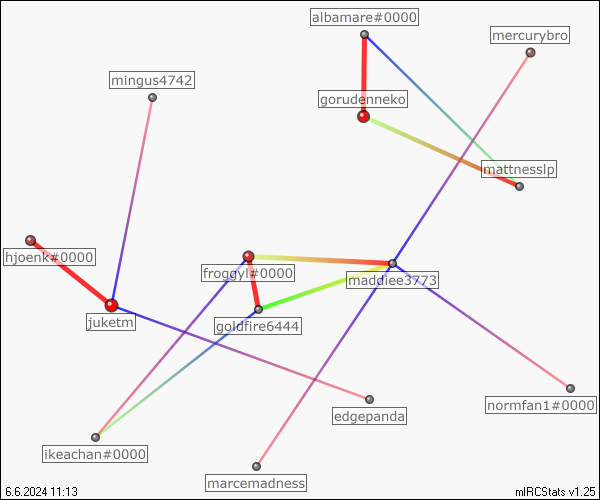 albamare#0000
mercurybro
mingus4742
gorudenneko
mattnesslp
hjoenk#0000
froggyl#0000
maddiee3773
juketm
goldfire6444
normfan1#0000
edgepanda
ikeachan#0000
marcemadness
6.6.2024 11:13
mIRCStats v1.25